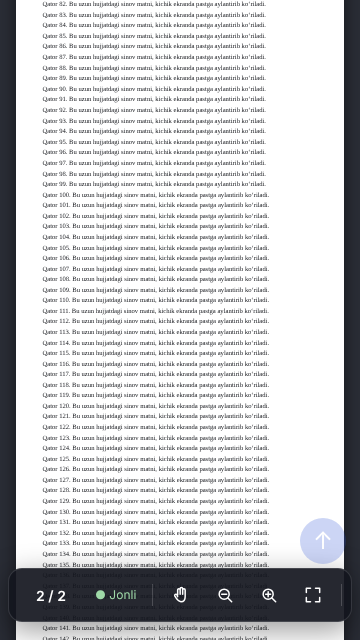 Qator 82. Bu uzun hujjatdagi sinov matni, kichik ekranda pastga aylantirib ko‘riladi.
Qator 83. Bu uzun hujjatdagi sinov matni, kichik ekranda pastga aylantirib ko‘riladi.
Qator 84. Bu uzun hujjatdagi sinov matni, kichik ekranda pastga aylantirib ko‘riladi.
Qator 85. Bu uzun hujjatdagi sinov matni, kichik ekranda pastga aylantirib ko‘riladi.
Qator 86. Bu uzun hujjatdagi sinov matni, kichik ekranda pastga aylantirib ko‘riladi.
Qator 87. Bu uzun hujjatdagi sinov matni, kichik ekranda pastga aylantirib ko‘riladi.
Qator 88. Bu uzun hujjatdagi sinov matni, kichik ekranda pastga aylantirib ko‘riladi.
Qator 89. Bu uzun hujjatdagi sinov matni, kichik ekranda pastga aylantirib ko‘riladi.
Qator 90. Bu uzun hujjatdagi sinov matni, kichik ekranda pastga aylantirib ko‘riladi.
Qator 91. Bu uzun hujjatdagi sinov matni, kichik ekranda pastga aylantirib ko‘riladi.
Qator 92. Bu uzun hujjatdagi sinov matni, kichik ekranda pastga aylantirib ko‘riladi.
Qator 93. Bu uzun hujjatdagi sinov matni, kichik ekranda pastga aylantirib ko‘riladi.
Qator 94. Bu uzun hujjatdagi sinov matni, kichik ekranda pastga aylantirib ko‘riladi.
Qator 95. Bu uzun hujjatdagi sinov matni, kichik ekranda pastga aylantirib ko‘riladi.
Qator 96. Bu uzun hujjatdagi sinov matni, kichik ekranda pastga aylantirib ko‘riladi.
Qator 97. Bu uzun hujjatdagi sinov matni, kichik ekranda pastga aylantirib ko‘riladi.
Qator 98. Bu uzun hujjatdagi sinov matni, kichik ekranda pastga aylantirib ko‘riladi.
Qator 99. Bu uzun hujjatdagi sinov matni, kichik ekranda pastga aylantirib ko‘riladi.
Qator 100. Bu uzun hujjatdagi sinov matni, kichik ekranda pastga aylantirib ko‘riladi.
Qator 101. Bu uzun hujjatdagi sinov matni, kichik ekranda pastga aylantirib ko‘riladi.
Qator 102. Bu uzun hujjatdagi sinov matni, kichik ekranda pastga aylantirib ko‘riladi.
Qator 103. Bu uzun hujjatdagi sinov matni, kichik ekranda pastga aylantirib ko‘riladi.
Qator 104. Bu uzun hujjatdagi sinov matni, kichik ekranda pastga aylantirib ko‘riladi.
Qator 105. Bu uzun hujjatdagi sinov matni, kichik ekranda pastga aylantirib ko‘riladi.
Qator 106. Bu uzun hujjatdagi sinov matni, kichik ekranda pastga aylantirib ko‘riladi.
Qator 107. Bu uzun hujjatdagi sinov matni, kichik ekranda pastga aylantirib ko‘riladi.
Qator 108. Bu uzun hujjatdagi sinov matni, kichik ekranda pastga aylantirib ko‘riladi.
Qator 109. Bu uzun hujjatdagi sinov matni, kichik ekranda pastga aylantirib ko‘riladi.
Qator 110. Bu uzun hujjatdagi sinov matni, kichik ekranda pastga aylantirib ko‘riladi.
Qator 111. Bu uzun hujjatdagi sinov matni, kichik ekranda pastga aylantirib ko‘riladi.
Qator 112. Bu uzun hujjatdagi sinov matni, kichik ekranda pastga aylantirib ko‘riladi.
Qator 113. Bu uzun hujjatdagi sinov matni, kichik ekranda pastga aylantirib ko‘riladi.
Qator 114. Bu uzun hujjatdagi sinov matni, kichik ekranda pastga aylantirib ko‘riladi.
Qator 115. Bu uzun hujjatdagi sinov matni, kichik ekranda pastga aylantirib ko‘riladi.
Qator 116. Bu uzun hujjatdagi sinov matni, kichik ekranda pastga aylantirib ko‘riladi.
Qator 117. Bu uzun hujjatdagi sinov matni, kichik ekranda pastga aylantirib ko‘riladi.
Qator 118. Bu uzun hujjatdagi sinov matni, kichik ekranda pastga aylantirib ko‘riladi.
Qator 119. Bu uzun hujjatdagi sinov matni, kichik ekranda pastga aylantirib ko‘riladi.
Qator 120. Bu uzun hujjatdagi sinov matni, kichik ekranda pastga aylantirib ko‘riladi.
Qator 121. Bu uzun hujjatdagi sinov matni, kichik ekranda pastga aylantirib ko‘riladi.
Qator 122. Bu uzun hujjatdagi sinov matni, kichik ekranda pastga aylantirib ko‘riladi.
Qator 123. Bu uzun hujjatdagi sinov matni, kichik ekranda pastga aylantirib ko‘riladi.
Qator 124. Bu uzun hujjatdagi sinov matni, kichik ekranda pastga aylantirib ko‘riladi.
Qator 125. Bu uzun hujjatdagi sinov matni, kichik ekranda pastga aylantirib ko‘riladi.
Qator 126. Bu uzun hujjatdagi sinov matni, kichik ekranda pastga aylantirib ko‘riladi.
Qator 127. Bu uzun hujjatdagi sinov matni, kichik ekranda pastga aylantirib ko‘riladi.
Qator 128. Bu uzun hujjatdagi sinov matni, kichik ekranda pastga aylantirib ko‘riladi.
Qator 129. Bu uzun hujjatdagi sinov matni, kichik ekranda pastga aylantirib ko‘riladi.
Qator 130. Bu uzun hujjatdagi sinov matni, kichik ekranda pastga aylantirib ko‘riladi.
Qator 131. Bu uzun hujjatdagi sinov matni, kichik ekranda pastga aylantirib ko‘riladi.
Qator 132. Bu uzun hujjatdagi sinov matni, kichik ekranda pastga aylantirib ko‘riladi.
Qator 133. Bu uzun hujjatdagi sinov matni, kichik ekranda pastga aylantirib ko‘riladi.
Qator 134. Bu uzun hujjatdagi sinov matni, kichik ekranda pastga aylantirib ko‘riladi.
Qator 135. Bu uzun hujjatdagi sinov matni, kichik ekranda pastga aylantirib ko‘riladi.
2 / 2 Jonli
Qator 141. Bu uzun hujjatdagi sinov matni, kichik ekranda pastga aylantirib ko‘riladi.
Qator 142. Bu uzun hujjatdagi sinov matni, kichik ekranda pastga aylantirib ko‘riladi.